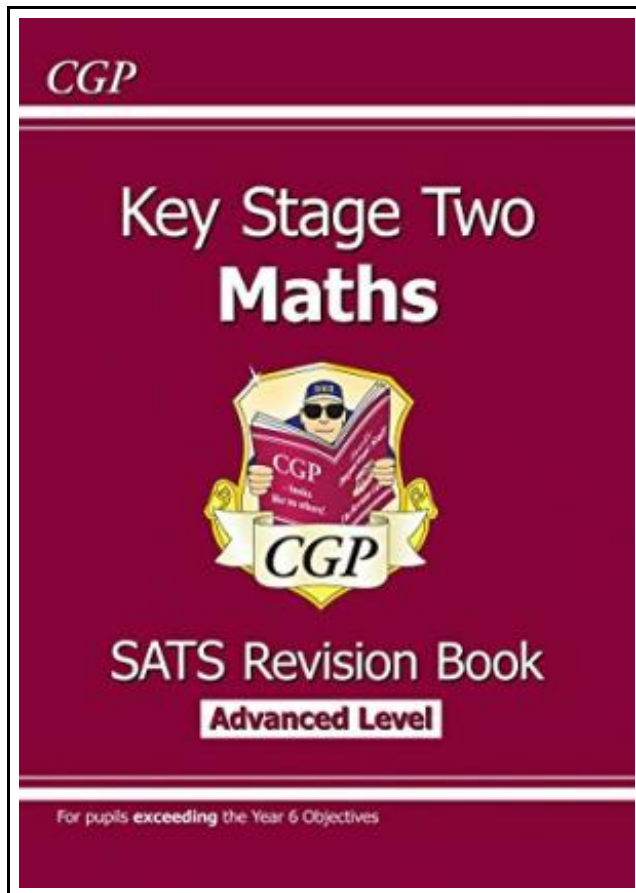 CGP
Key Stage Two
Maths
CGP
CGP
SATS Revision Book
Advanced Level
For pupils exceeding the Year 6 Objectives